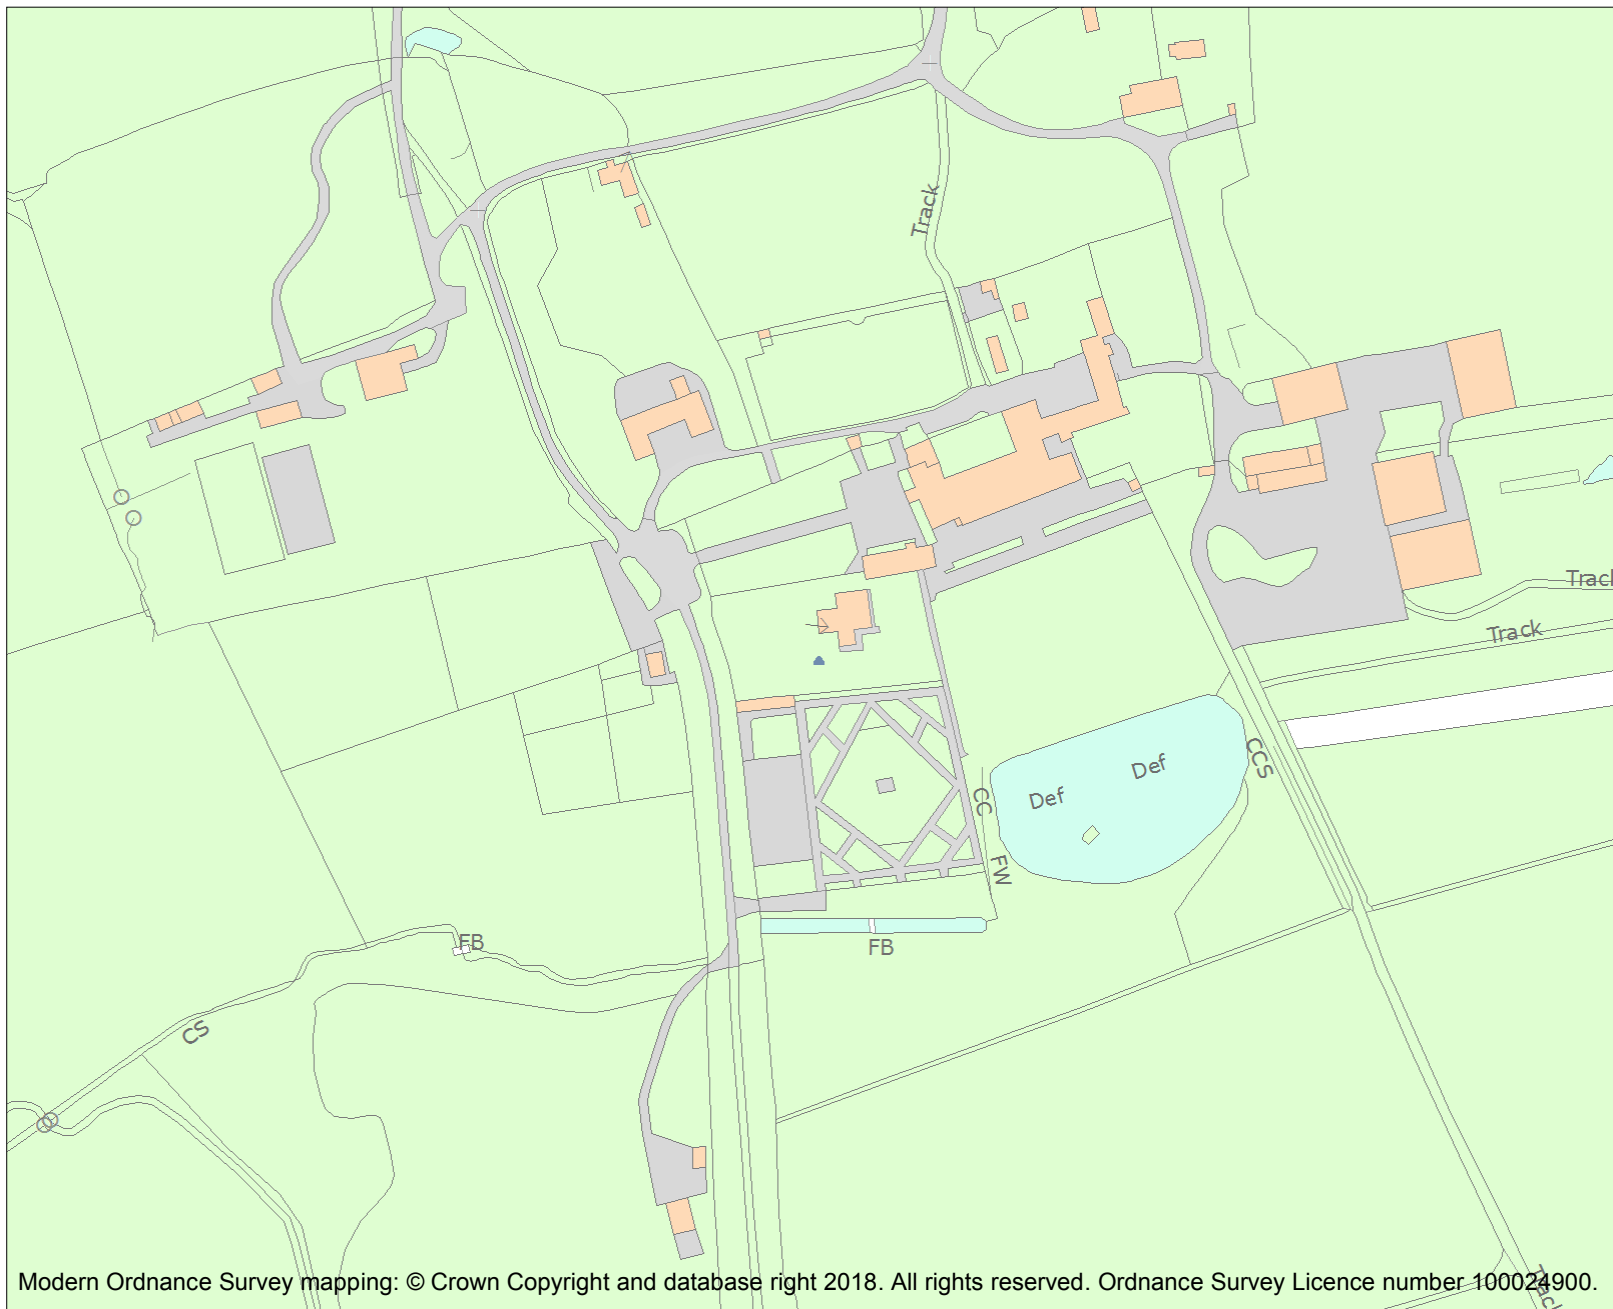 Track
Track
Track
Def
Def
CCS
CC
FW
FB
FB
CS
Track
Modern Ordnance Survey mapping: © Crown Copyright and database right 2018. All rights reserved. Ordnance Survey Licence number 100024900.